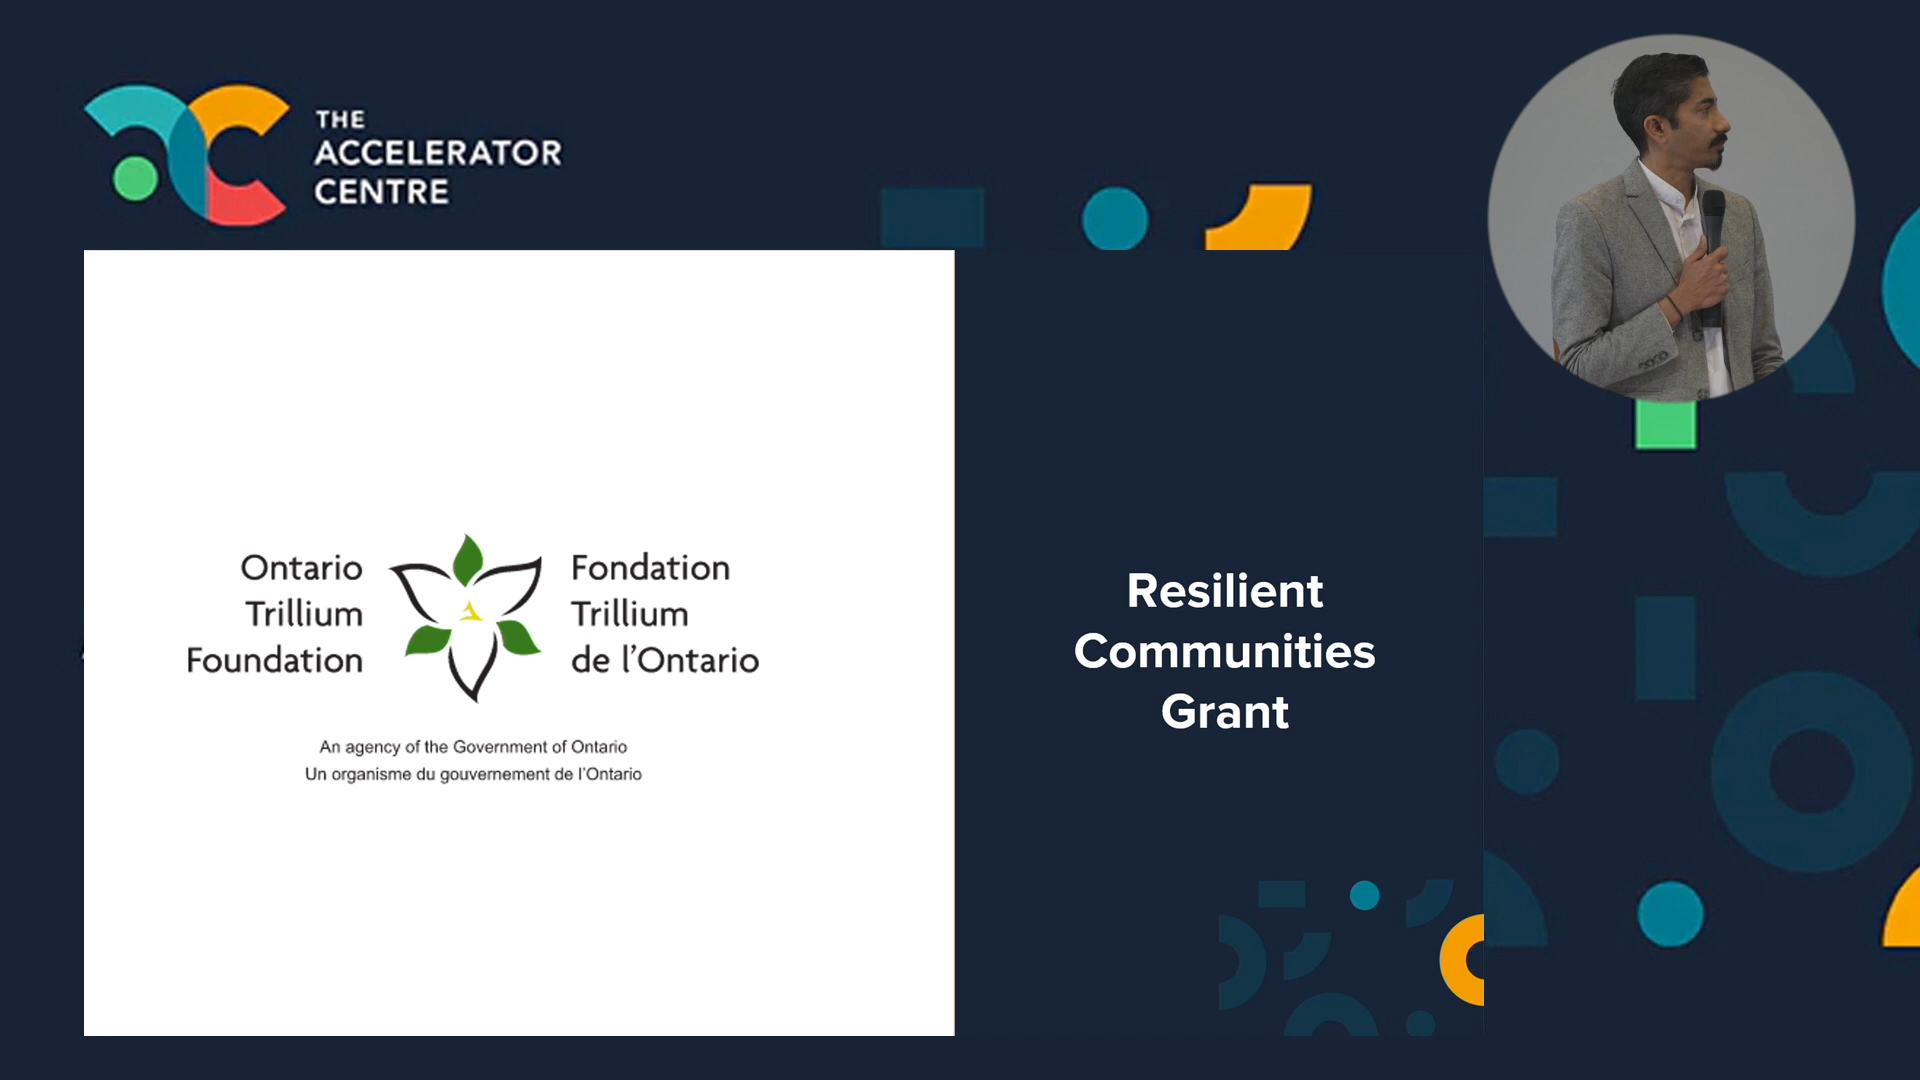 THE
ACCELERATOR
CENTRE
Ontario
Trillium
Foundation
Fondation
Trillium
de l’Ontario
An agency of the Government of Ontario
Un organisme du gouvernement de l’Ontario
Resilient
Communities
Grant